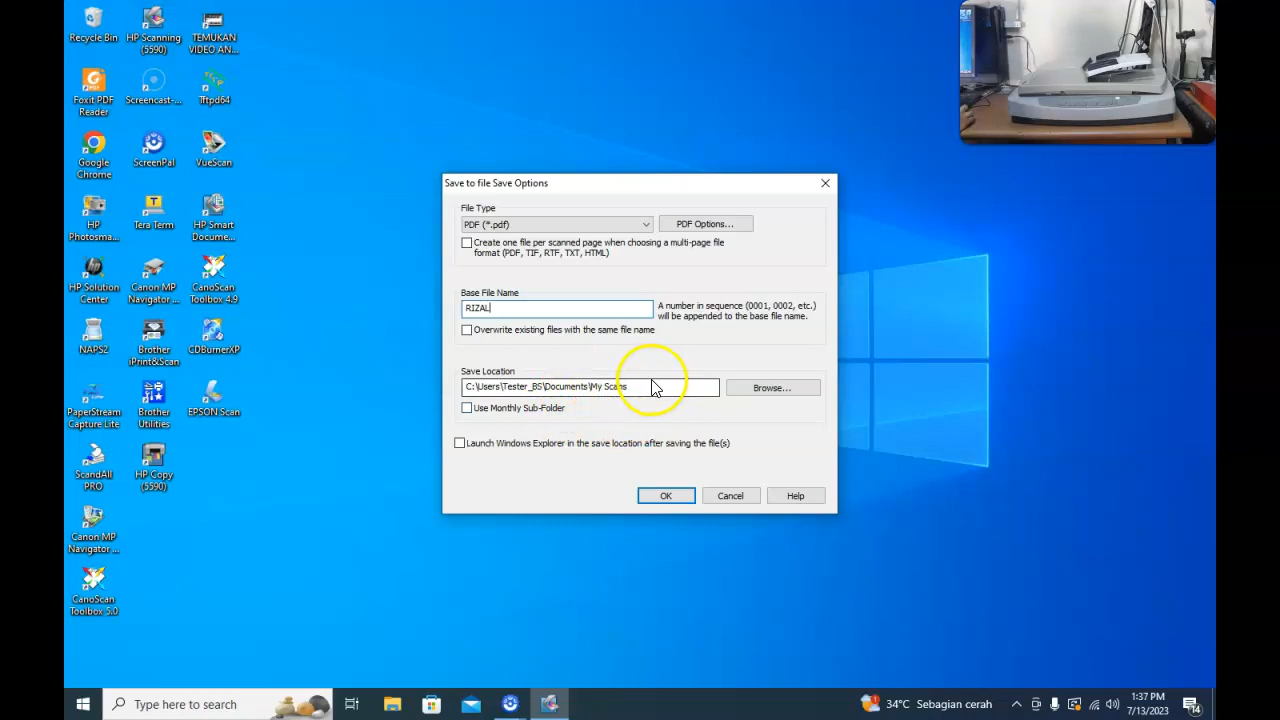 Recycle Bin
HP Scanning
(5590)
TEMUKAN
VIDEO AN...
Foxit PDF
Reader
Screencast-...
Tftpd64
Google
Chrome
ScreenPal
VueScan
HP
Photosma...
Tera Term
HP Smart
Docume...
HP Solution
Center
Canon MP
Navigator ...
CanoScan
Toolbox 4.9
NAPS2
Brother
iPrint&Scan
CDBurnerXP
PaperStream
Capture Lite
Brother
Utilities
EPSON Scan
ScandAll
PRO
HP Copy
(5590)
Canon MP
Navigator ...
CanoScan
Toolbox 5.0
Save to file Save Options
File Type
PDF (*.pdf)
PDF Options...
Create one file per scanned page when choosing a multi-page file
format (PDF, TIF, RTF, TXT, HTML)
Base File Name
RIZAL
A number in sequence (0001, 0002, etc.)
will be appended to the base file name.
Overwrite existing files with the same file name
Save Location
C:\Users\Tester_BS\Documents\My Scans
Browse...
Use Monthly Sub-Folder
Launch Windows Explorer in the save location after saving the file(s)
OK
Cancel
Help
Type here to search
34°C Sebagian cerah
1:37 PM
7/13/2023
14